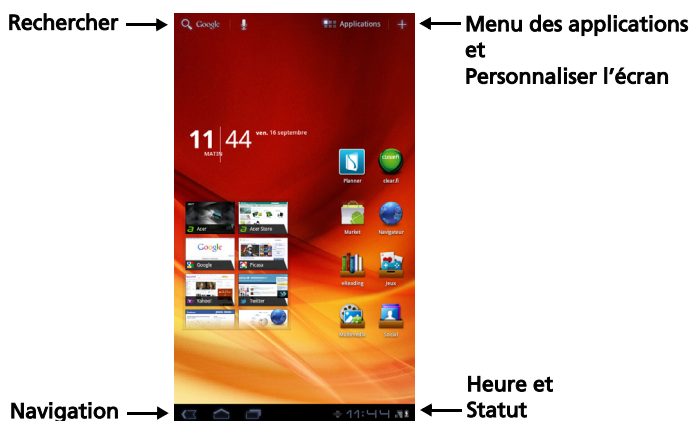 Rechercher
Google
Applications
Menu des applications
et
Personnaliser l'écran
11 44
MATIN
ven. 16 septembre
Planner
clear.fi
Acer
Acer Store
Market
Navigateur
Google
Picasa
eReading
Jeux
Yahoo!
Twitter
Multimédia
Social
Navigation
11:44
Heure et
Statut